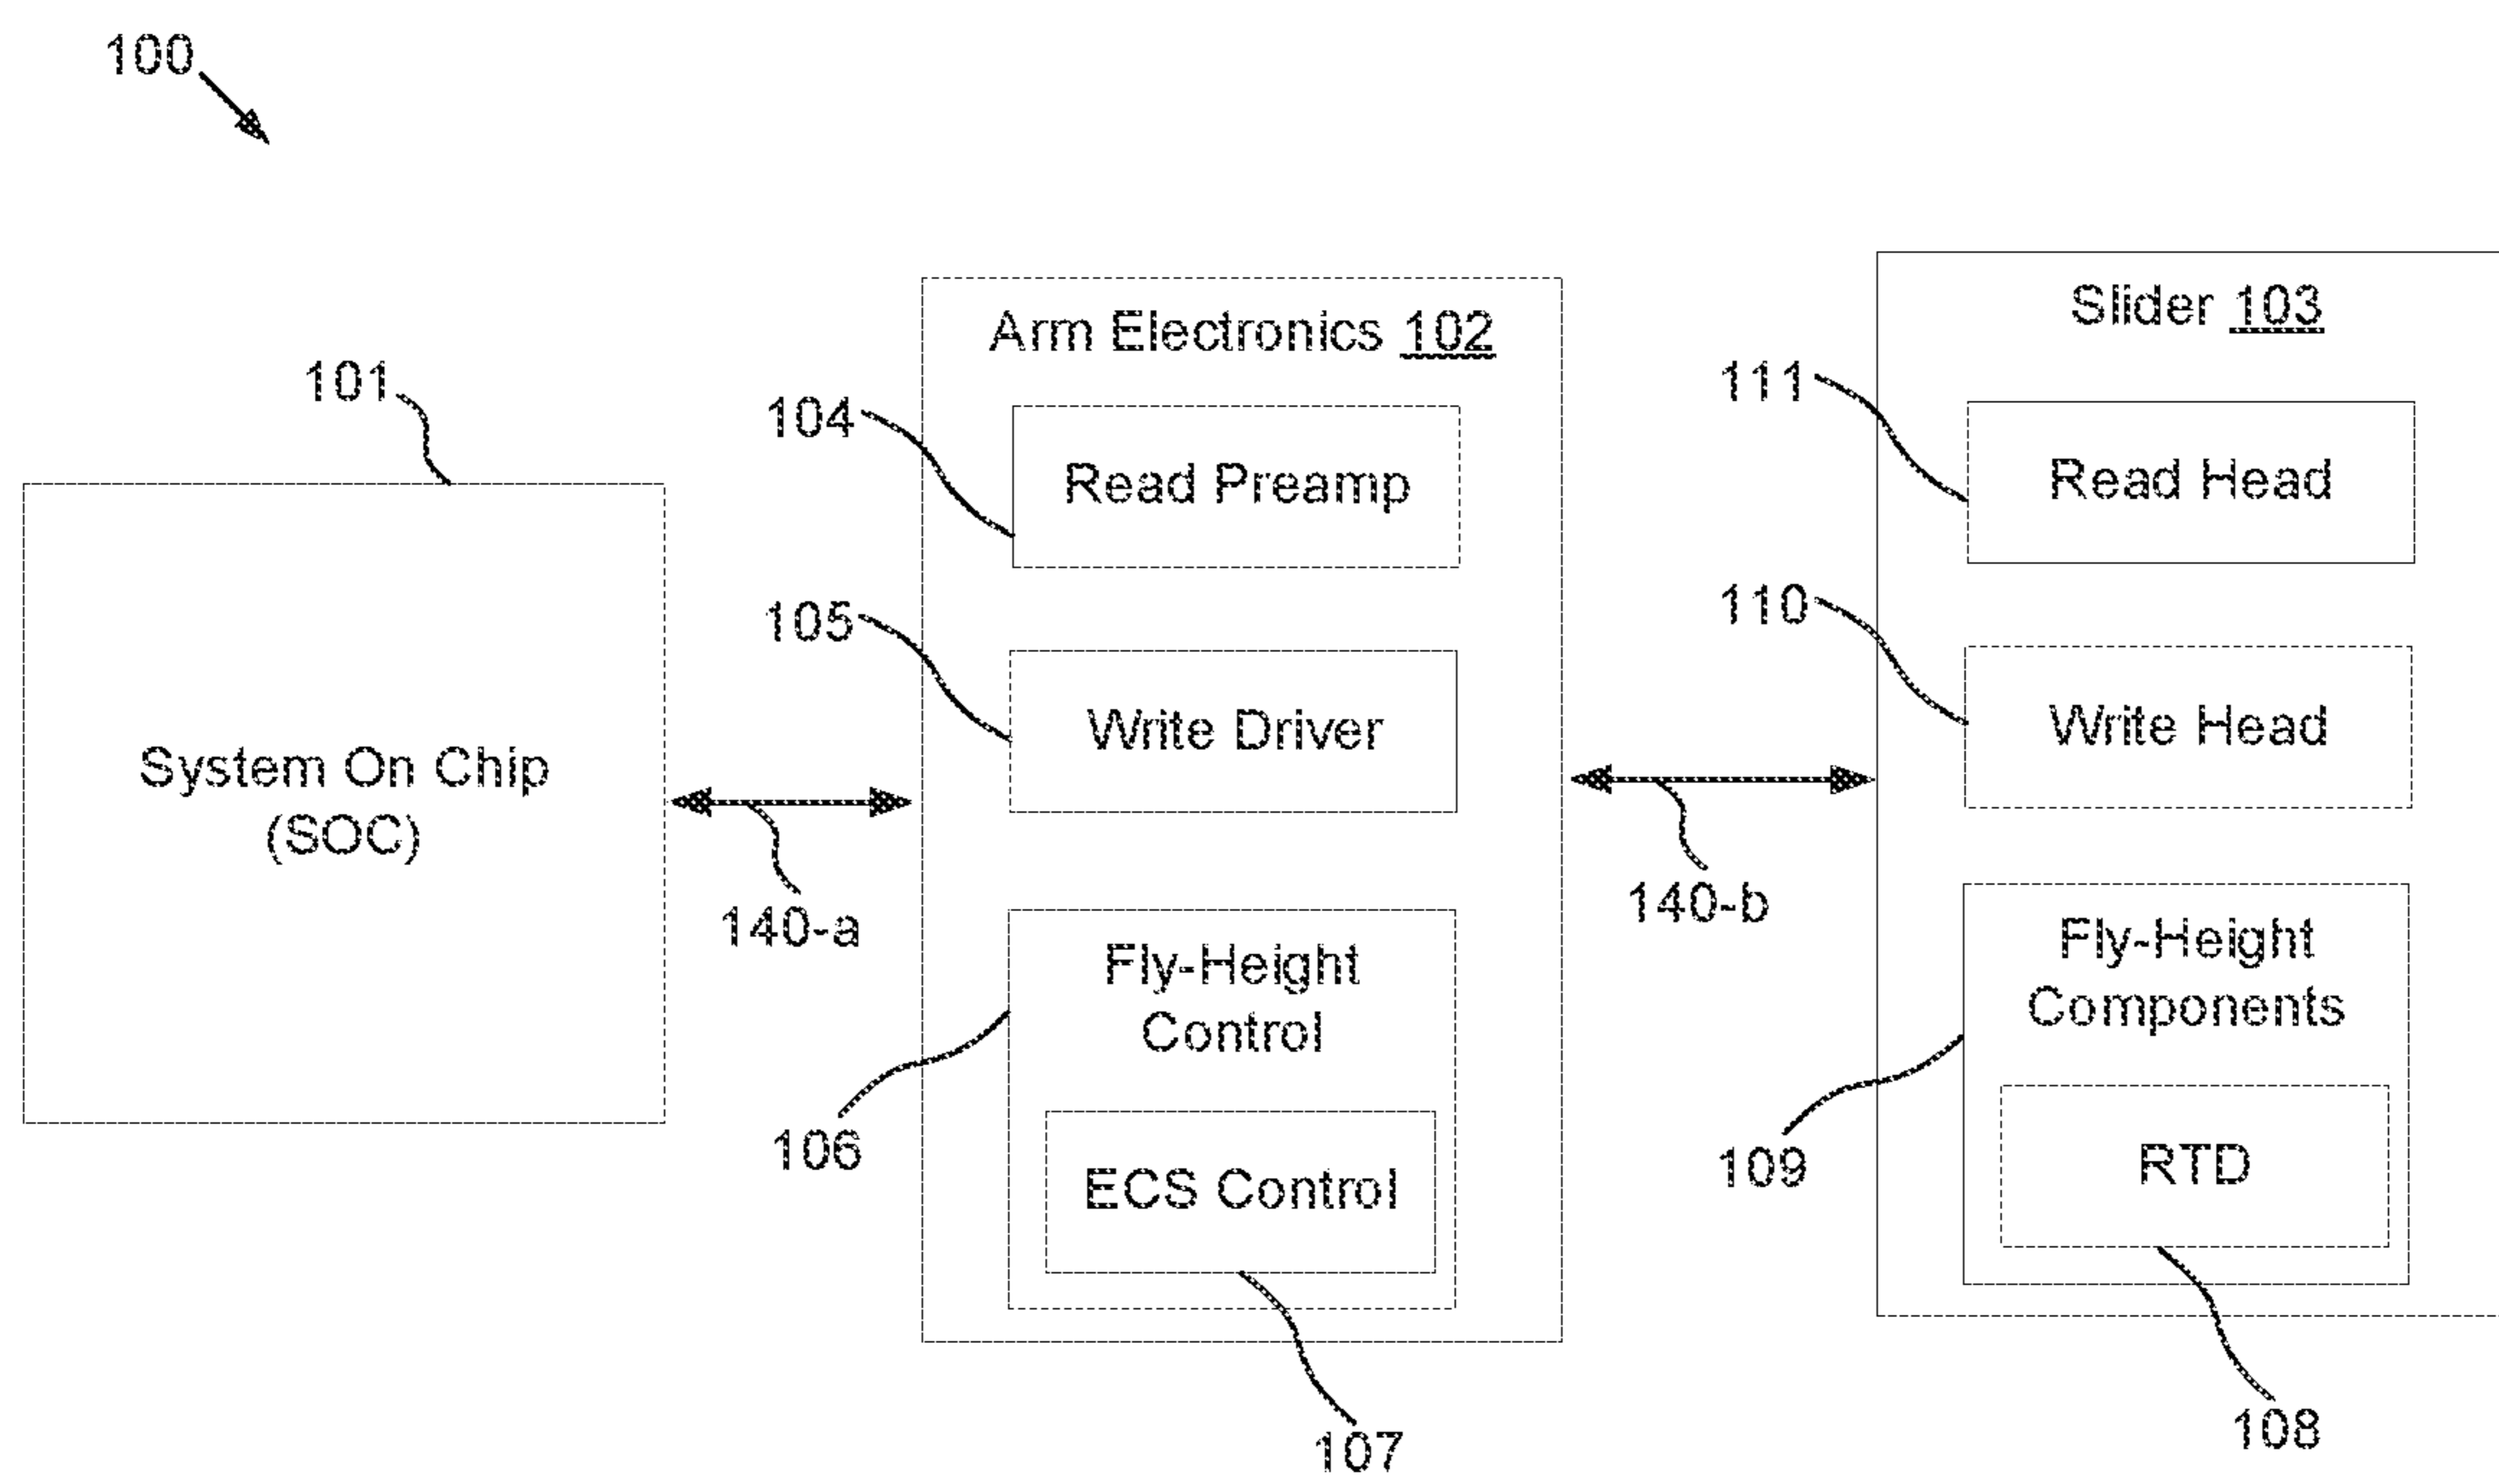 100
101
System On Chip
(SOC)
140-a
Arm Electronics 102
104
Read Preamp
105
Write Driver
106
Fly-Height
Control
ECS Control
107
140-b
Slider 103
111
Read Head
110
Write Head
109
Fly-Height
Components
RTD
108